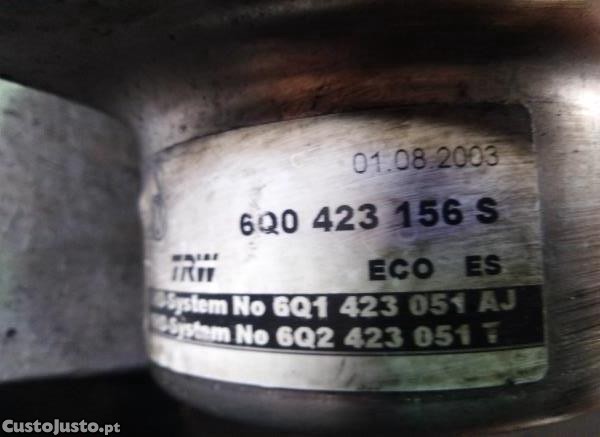 01.08.2003
6Q0 423 156 S
TRW ECO ES
-System No 6Q1 423 051 AJ
-System No 6Q2 423 051 T
CustoJusto.pt